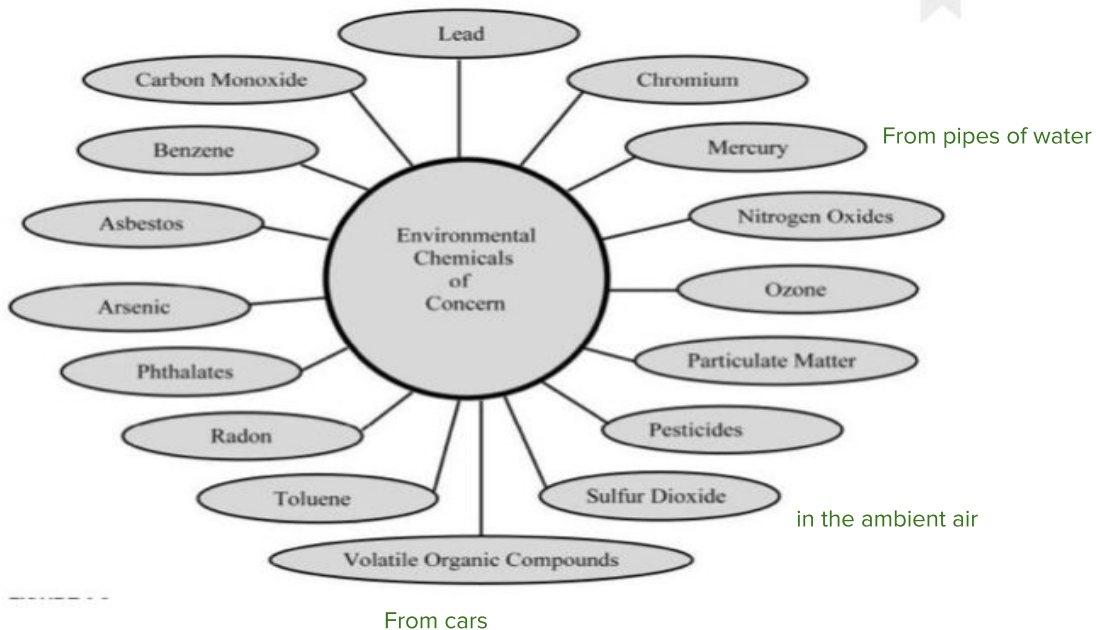 Lead
Carbon Monoxide
Chromium
Benzene
Mercury
From pipes of water
Asbestos
Nitrogen Oxides
Environmental
Chemicals
of
Concern
Arsenic
Ozone
Phthalates
Particulate Matter
Radon
Pesticides
Toluene
Sulfur Dioxide
in the ambient air
Volatile Organic Compounds
From cars